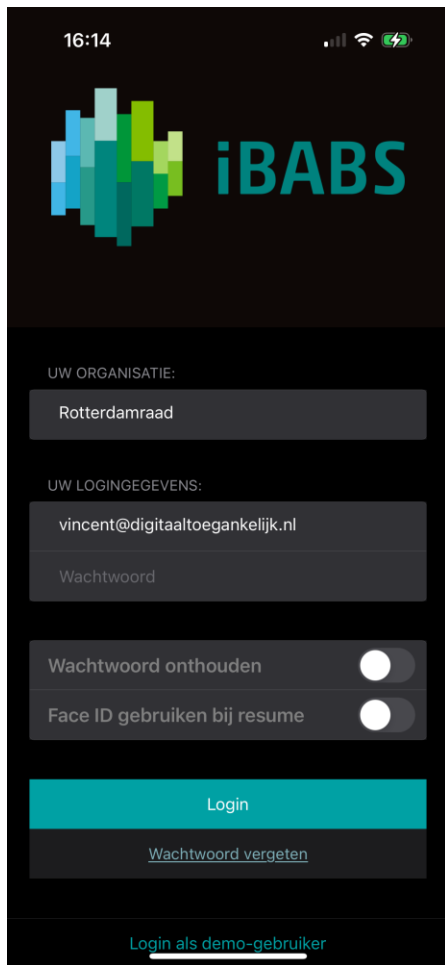 16:14
iBABS
UW ORGANISATIE:
Rotterdamraad
UW LOGINGEGEVENS:
vincent@digitaaltoegankelijk.nl
Wachtwoord
Wachtwoord onthouden
Face ID gebruiken bij resume
Login
Wachtwoord vergeten
Login als demo-gebruiker